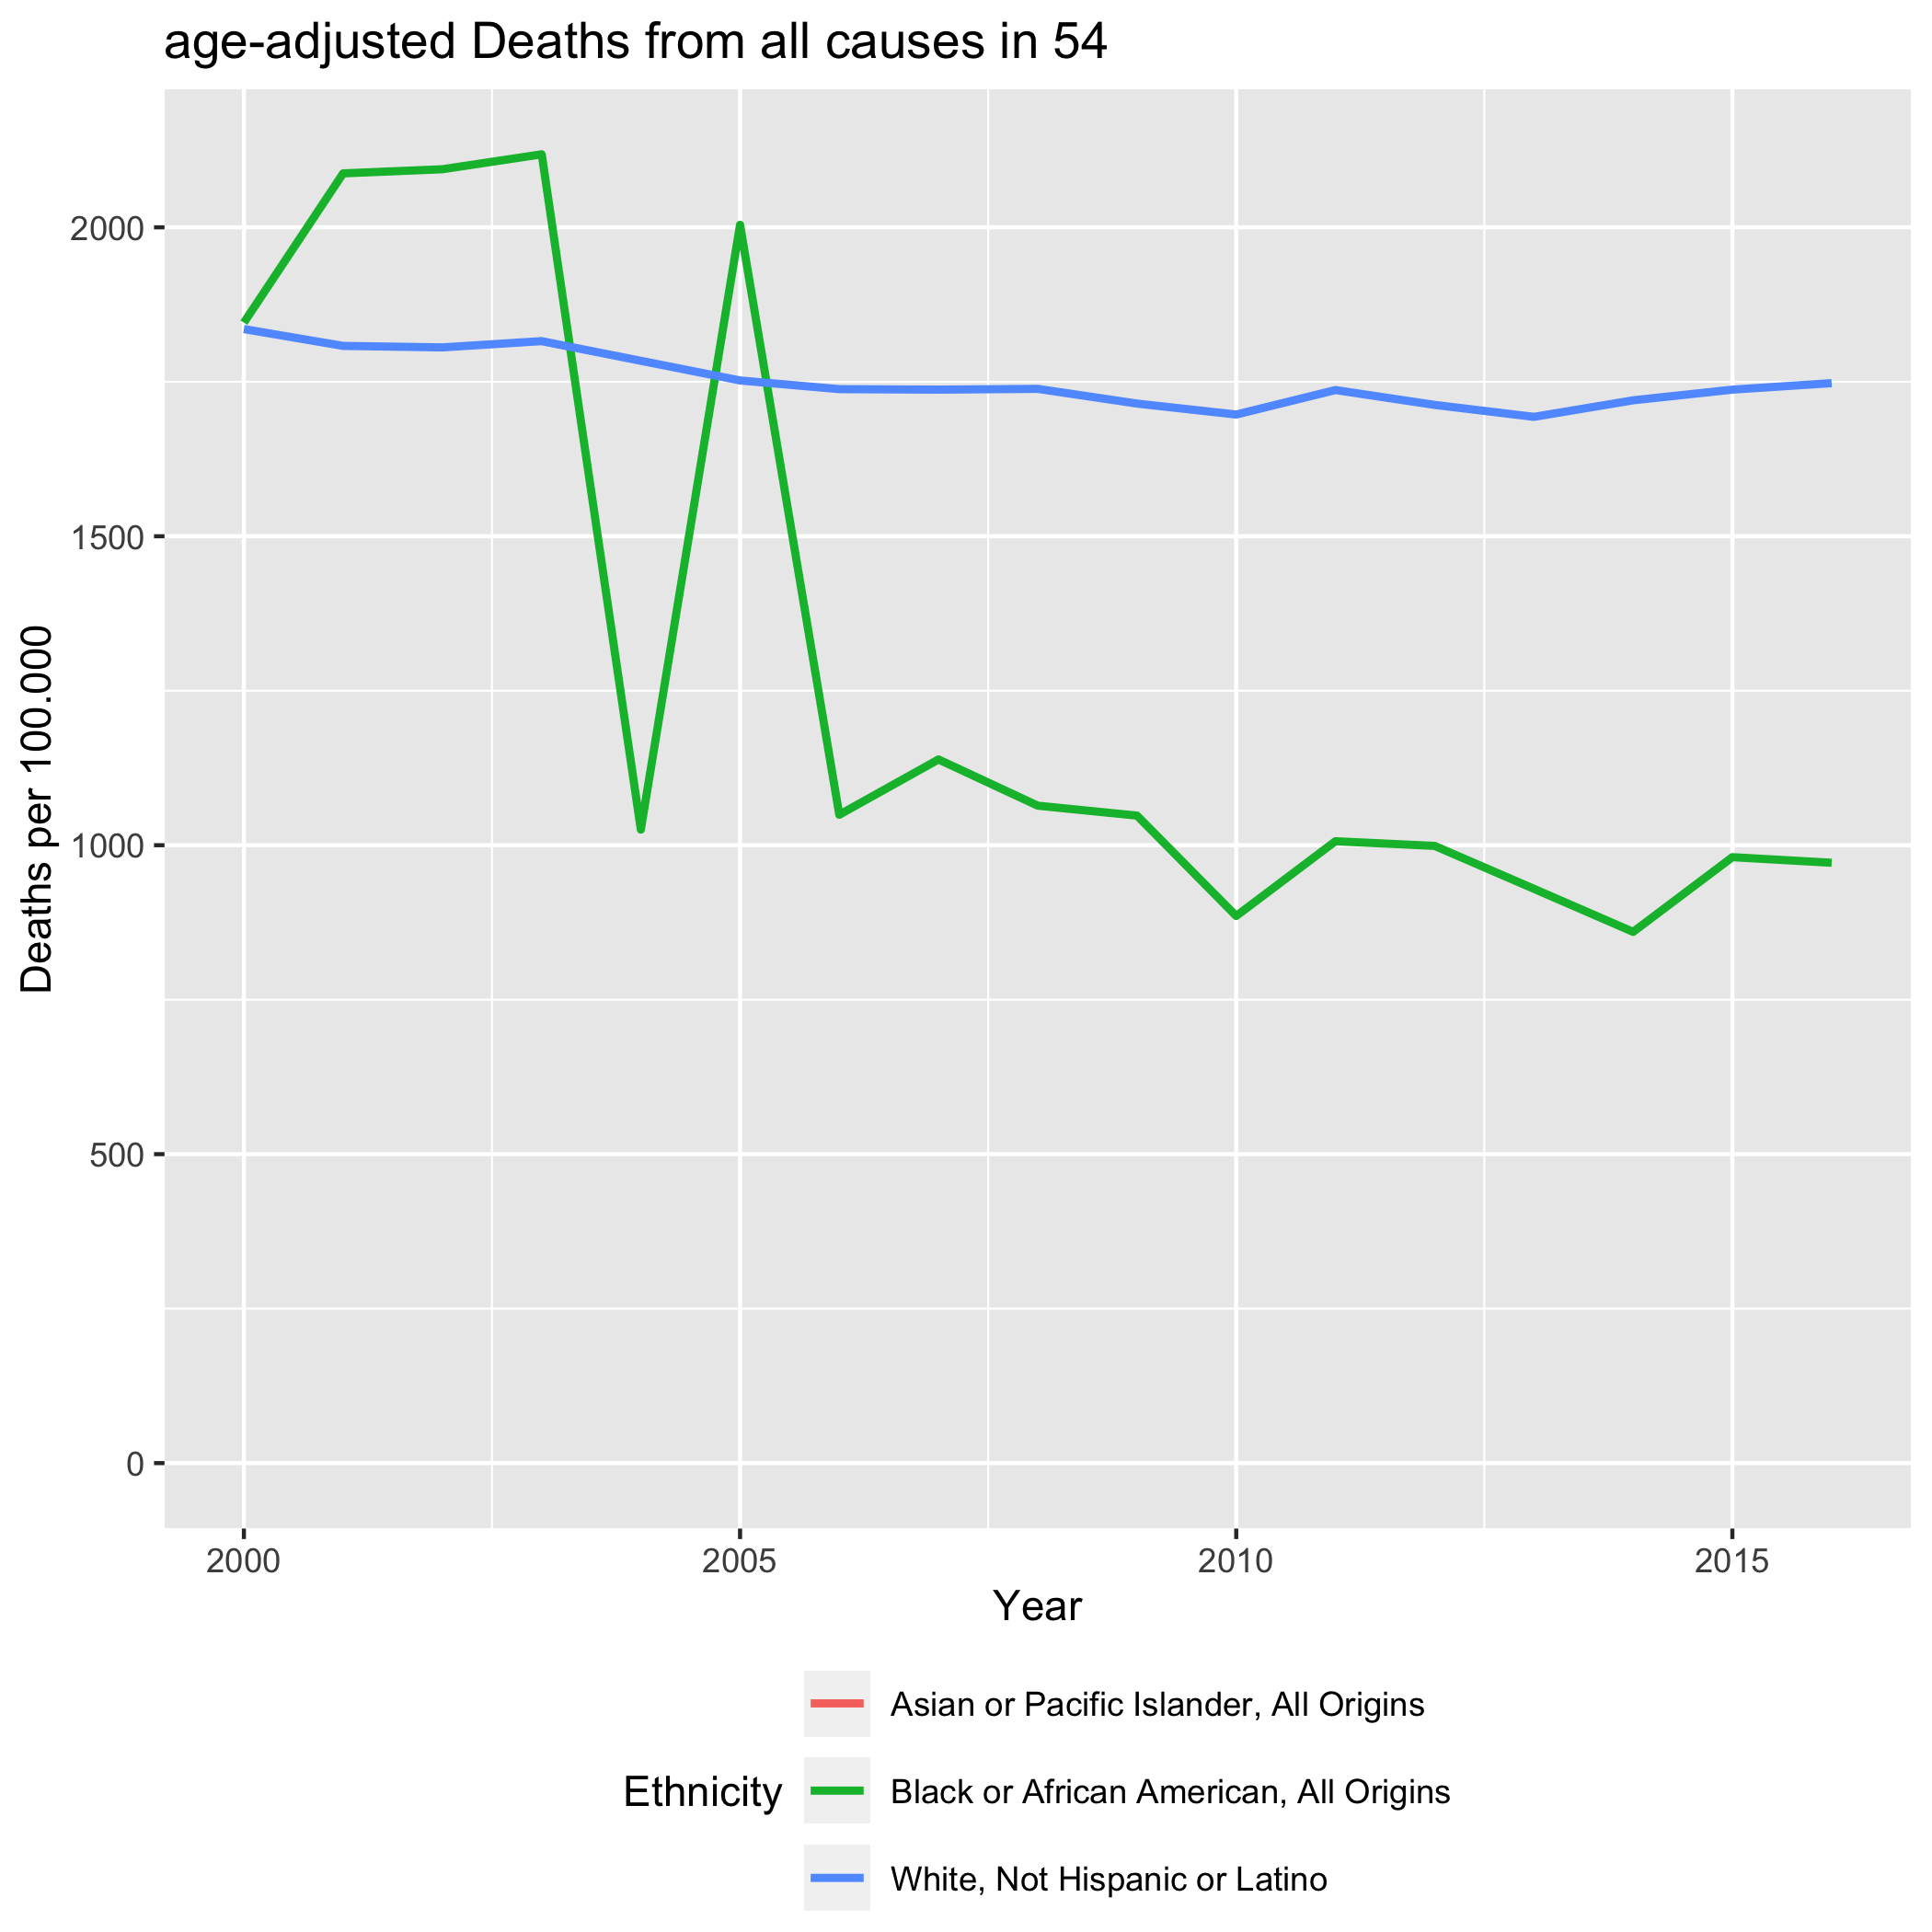 age-adjusted Deaths from all causes in 54
Deaths per 100.000
2000
1500
1000
500
0
2000 2005 2010 2015
Year
Ethnicity
Asian or Pacific Islander, All Origins
Black or African American, All Origins
White, Not Hispanic or Latino